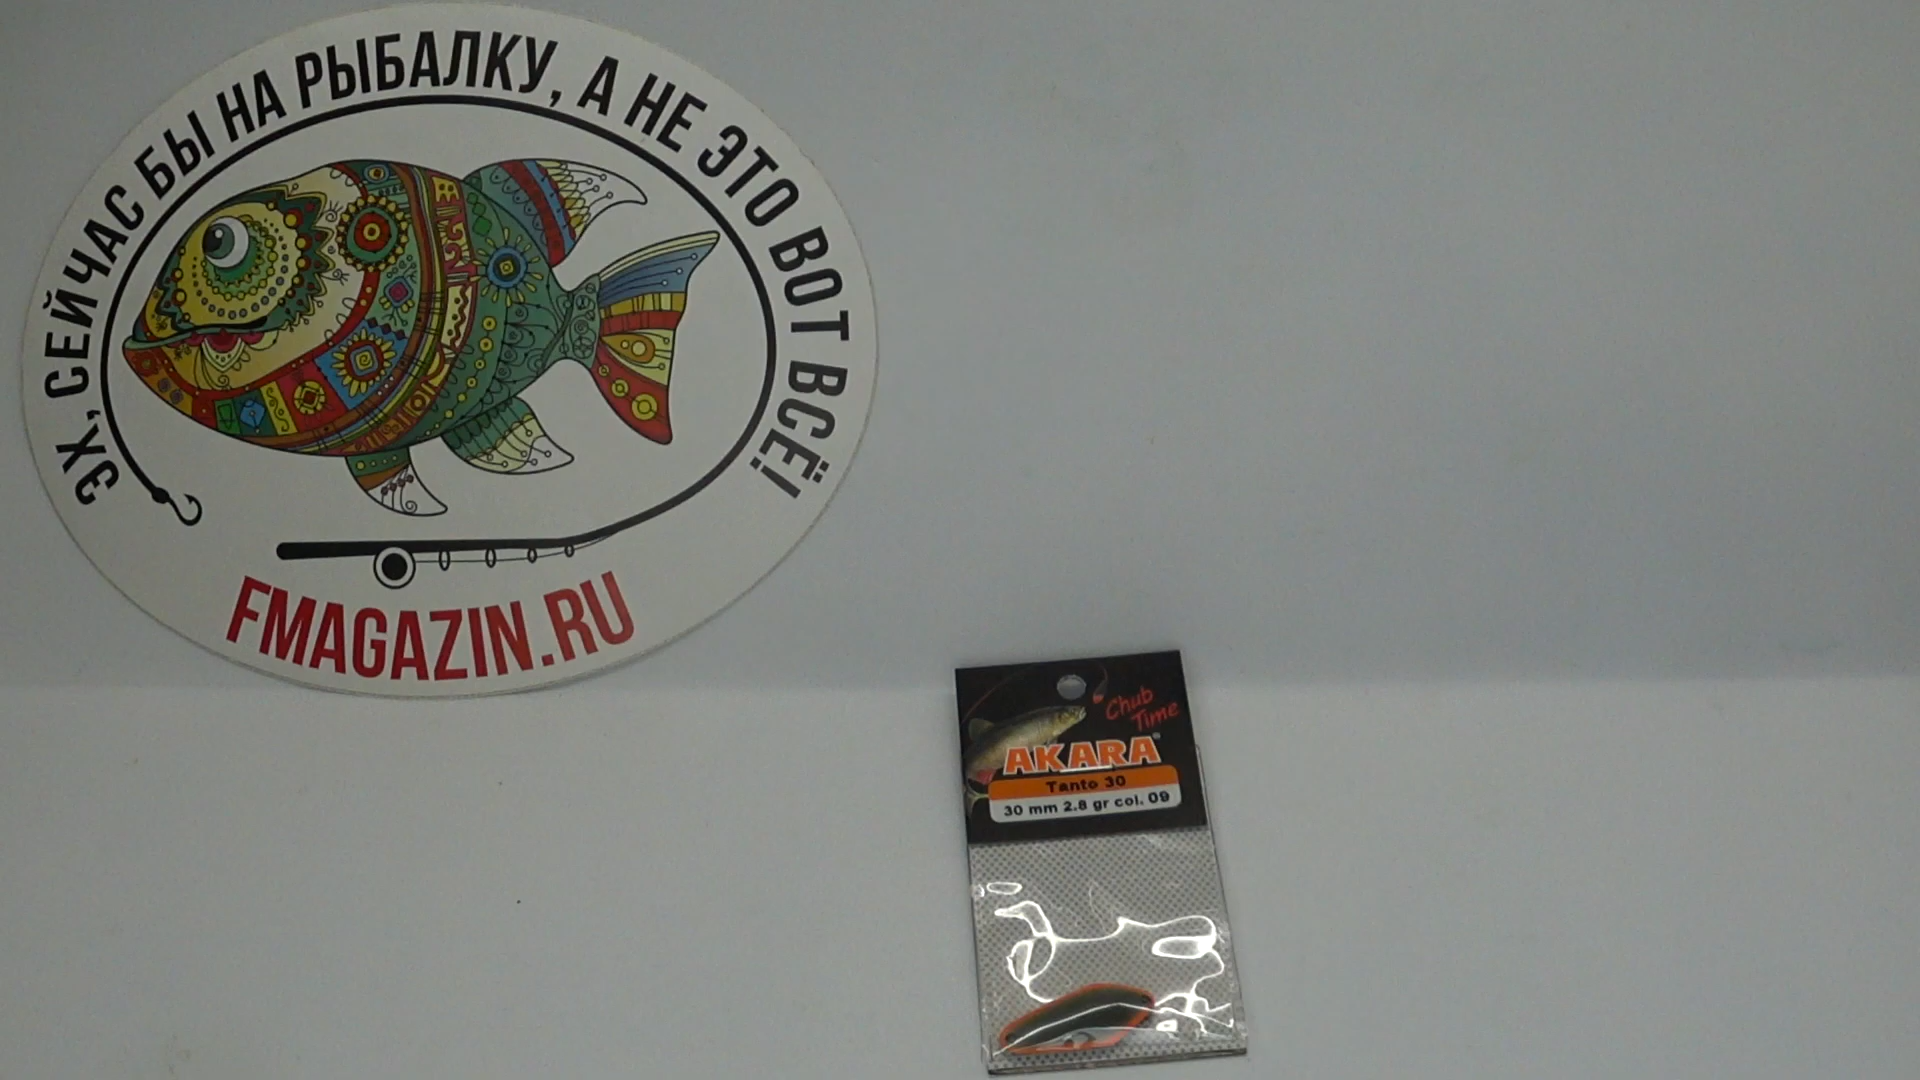 ЭХ, СЕЙЧАС БЫ НА РЫБАЛКУ, А НЕ ЭТО ВОТ ВСЁ!
FMAGAZIN.RU
Chub
Time
AKARA®
Tanto 30
30 mm 2.8 gr col. 09